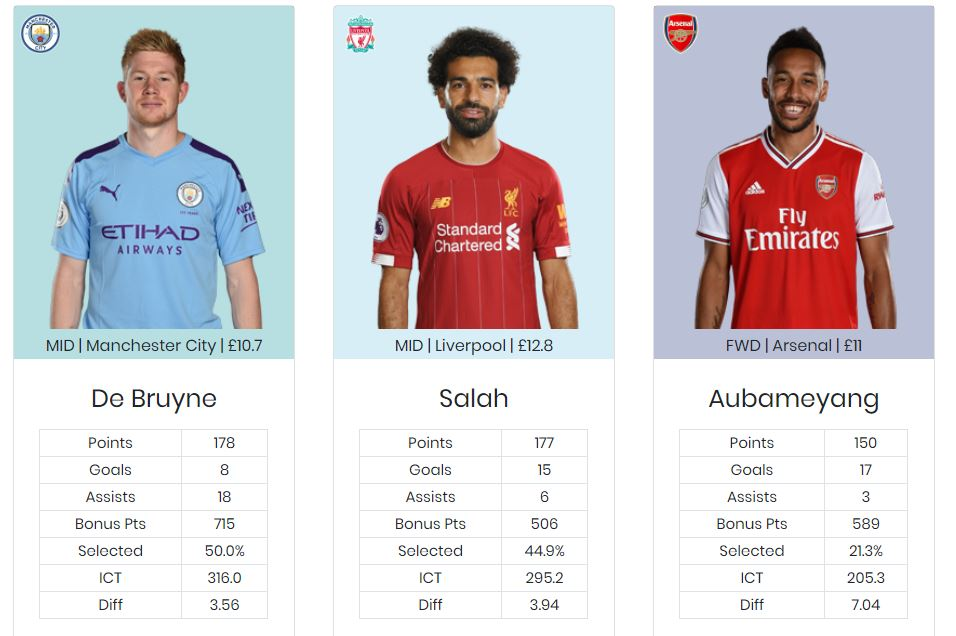 MANCHESTER
CITY
ETIHAD
AIRWAYS
NEXEN
MID | Manchester City | £10.7
De Bruyne
Points 178
Goals 8
Assists 18
Bonus Pts 715
Selected 50.0%
ICT 316.0
Diff 3.56
NB
L.F.C.
Standard
Chartered
MID | Liverpool | £12.8
Salah
Points 177
Goals 15
Assists 6
Bonus Pts 506
Selected 44.9%
ICT 295.2
Diff 3.94
Arsenal
adidas
Arsenal
Fly
Emirates
FWD | Arsenal | £11
Aubameyang
Points 150
Goals 17
Assists 3
Bonus Pts 589
Selected 21.3%
ICT 205.3
Diff 7.04